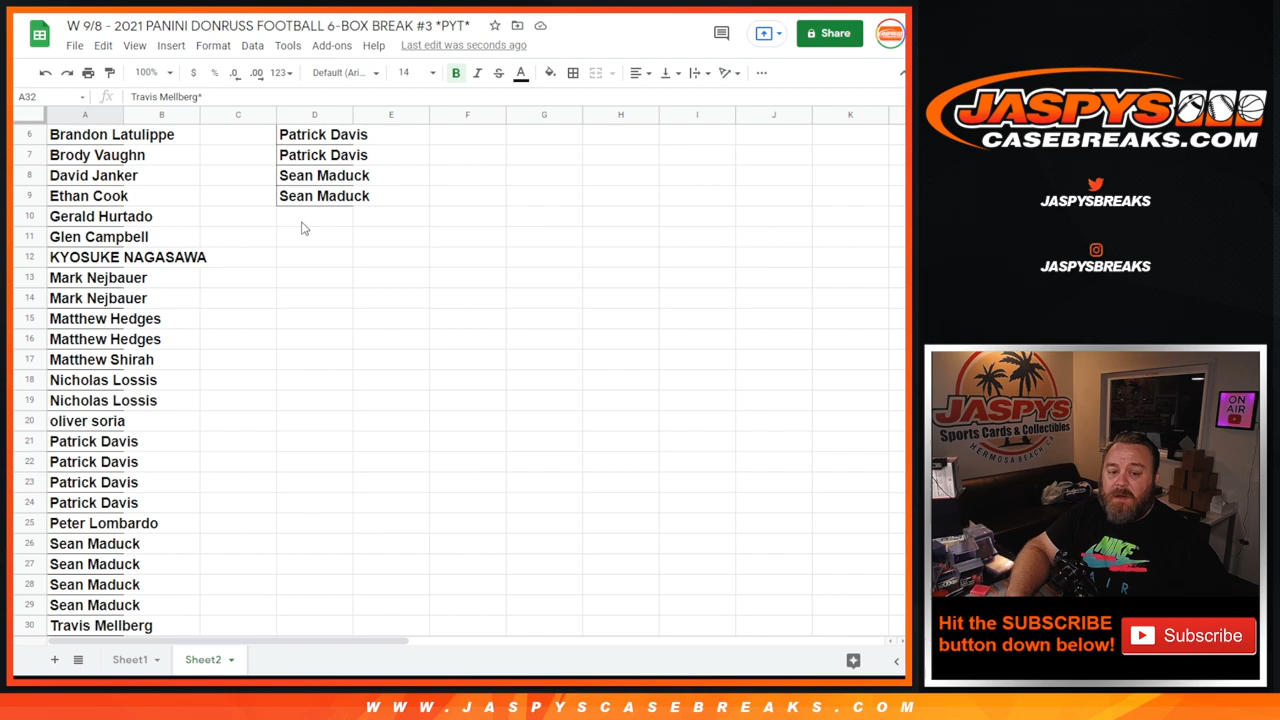 W 9/8 - 2021 PANINI DONRUSS FOOTBALL 6-BOX BREAK #3 *PYT*
File Edit View Insert Format Data Tools Add-ons Help Last edit was seconds ago
Share
100% $ % .0 .00 123 Default (Ari... 14 B I S A
A32 fx Travis Mellberg*
A B C D E F G H I J K
6 Brandon Latulippe Patrick Davis
7 Brody Vaughn Patrick Davis
8 David Janker Sean Maduck
9 Ethan Cook Sean Maduck
10 Gerald Hurtado
11 Glen Campbell
12 KYOSUKE NAGASAWA
13 Mark Nejbauer
14 Mark Nejbauer
15 Matthew Hedges
16 Matthew Hedges
17 Matthew Shirah
18 Nicholas Lossis
19 Nicholas Lossis
20 oliver soria
21 Patrick Davis
22 Patrick Davis
23 Patrick Davis
24 Patrick Davis
25 Peter Lombardo
26 Sean Maduck
27 Sean Maduck
28 Sean Maduck
29 Sean Maduck
30 Travis Mellberg
Sheet1 Sheet2
JASPYS
CASEBREAKS.COM
JASPYSBREAKS
JASPYSBREAKS
JASPYS
Sports Cards & Collectibles
HERMOSA BEACH CA
ON
AIR
NIKE
AIR
Hit the SUBSCRIBE
button down below!
Subscribe
WWW.JASPYSCASEBREAKS.COM